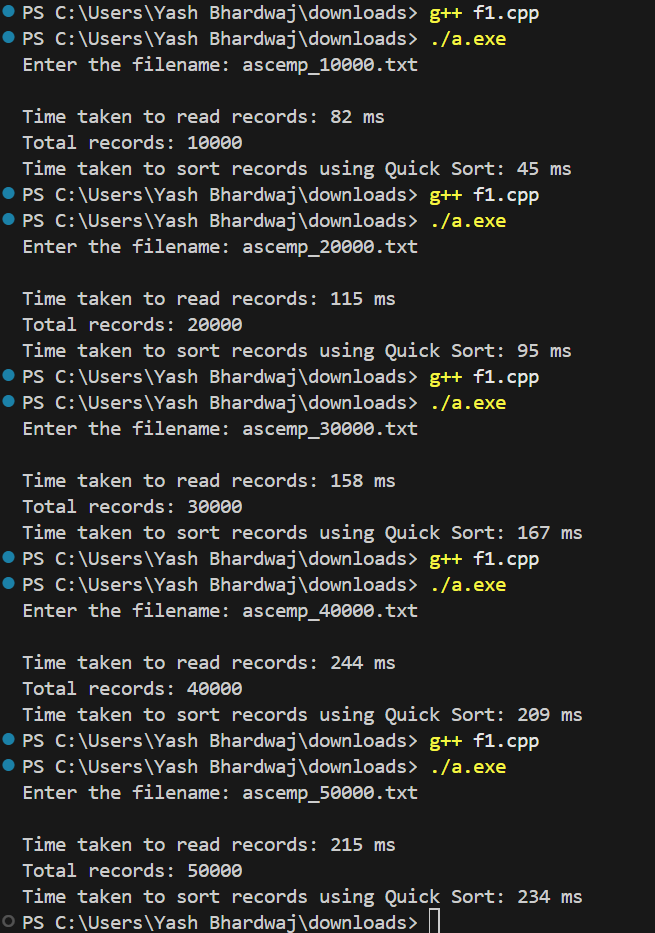 PS C:\Users\Yash Bhardwaj\downloads> g++ f1.cpp
PS C:\Users\Yash Bhardwaj\downloads> ./a.exe
Enter the filename: ascemp_10000.txt
Time taken to read records: 82 ms
Total records: 10000
Time taken to sort records using Quick Sort: 45 ms
PS C:\Users\Yash Bhardwaj\downloads> g++ f1.cpp
PS C:\Users\Yash Bhardwaj\downloads> ./a.exe
Enter the filename: ascemp_20000.txt
Time taken to read records: 115 ms
Total records: 20000
Time taken to sort records using Quick Sort: 95 ms
PS C:\Users\Yash Bhardwaj\downloads> g++ f1.cpp
PS C:\Users\Yash Bhardwaj\downloads> ./a.exe
Enter the filename: ascemp_30000.txt
Time taken to read records: 158 ms
Total records: 30000
Time taken to sort records using Quick Sort: 167 ms
PS C:\Users\Yash Bhardwaj\downloads> g++ f1.cpp
PS C:\Users\Yash Bhardwaj\downloads> ./a.exe
Enter the filename: ascemp_40000.txt
Time taken to read records: 244 ms
Total records: 40000
Time taken to sort records using Quick Sort: 209 ms
PS C:\Users\Yash Bhardwaj\downloads> g++ f1.cpp
PS C:\Users\Yash Bhardwaj\downloads> ./a.exe
Enter the filename: ascemp_50000.txt
Time taken to read records: 215 ms
Total records: 50000
Time taken to sort records using Quick Sort: 234 ms
PS C:\Users\Yash Bhardwaj\downloads>